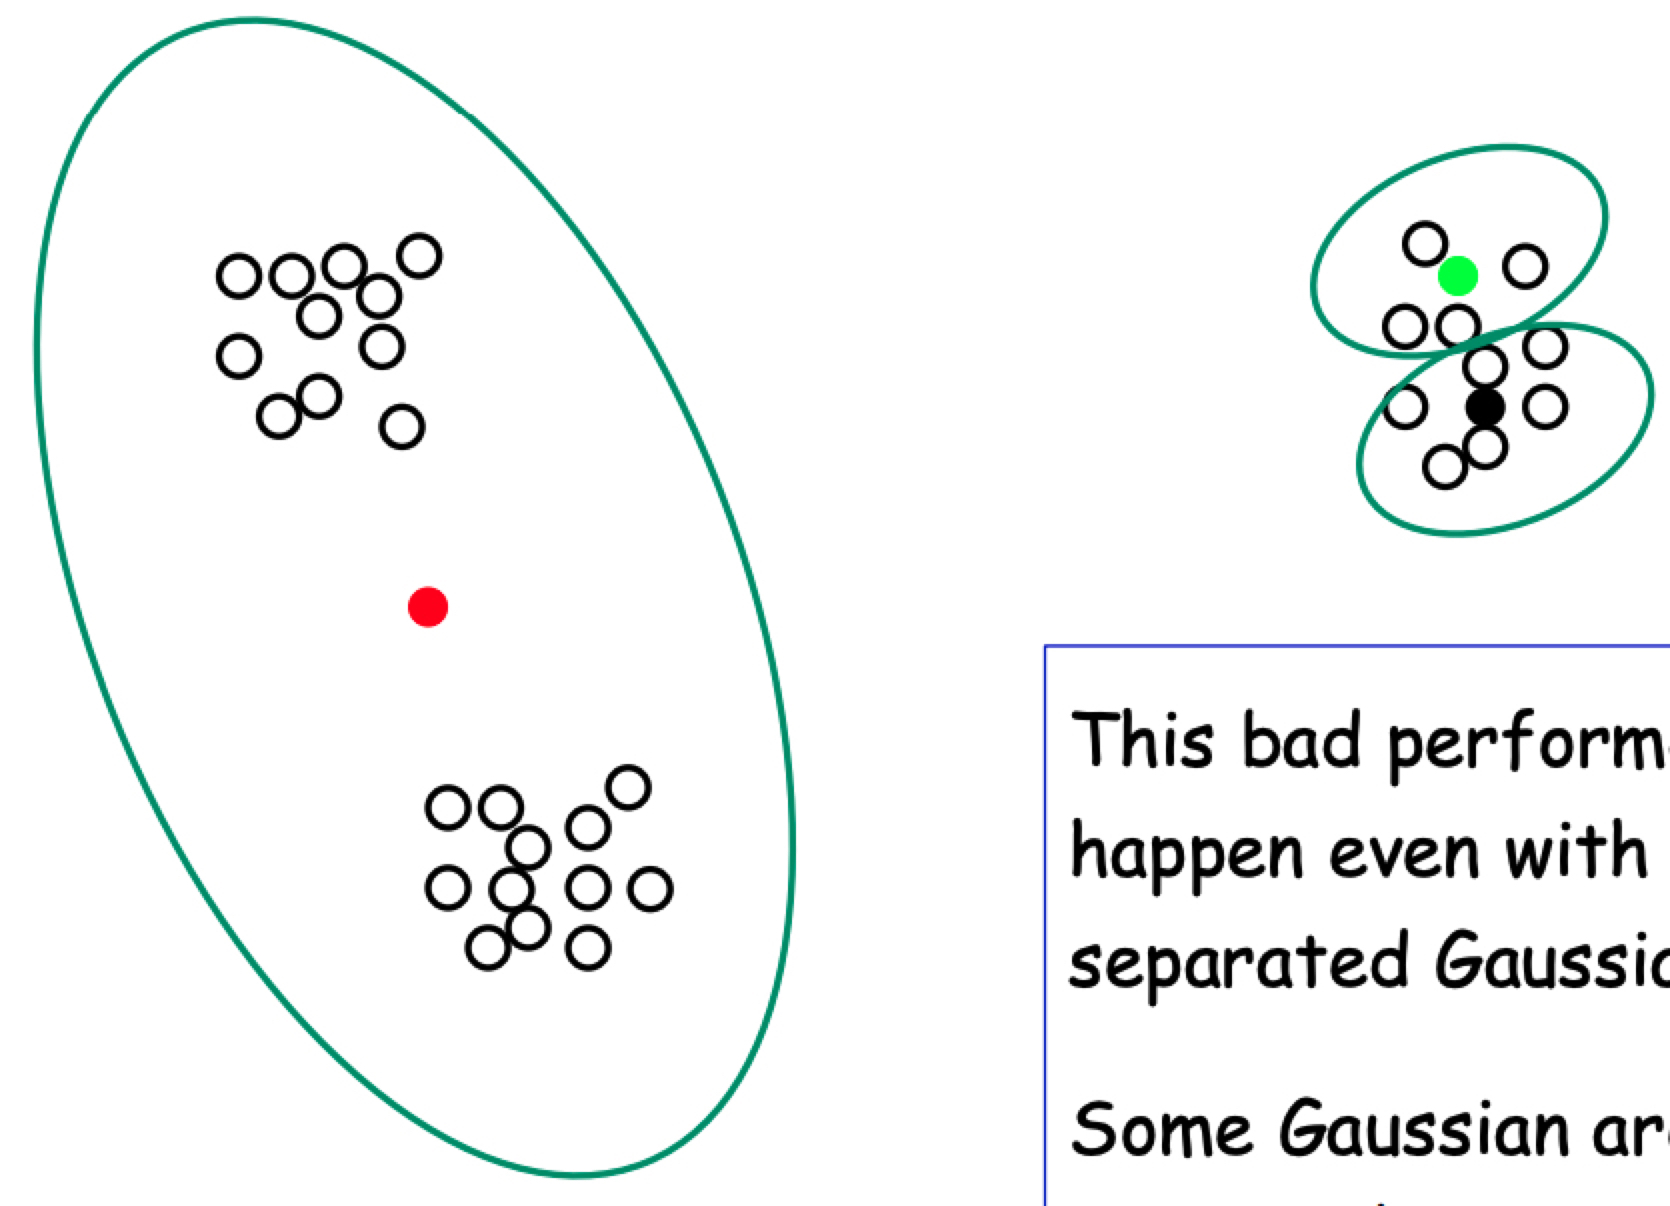 This bad perform
happen even with
separated Gaussi
Some Gaussian ar